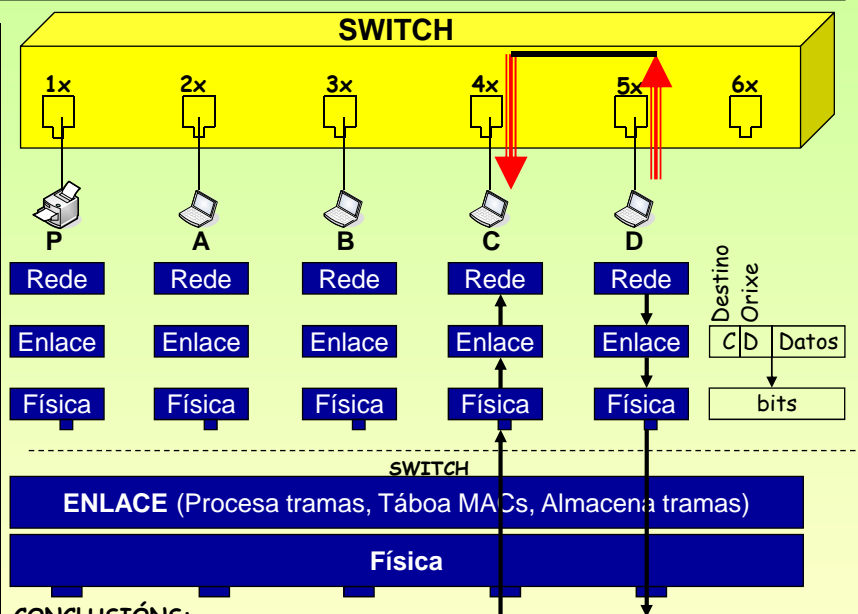 SWITCH
1x 2x 3x 4x 5x 6x
P A B C D
Destino
Orixe
Rede Rede Rede Rede Rede
Enlace Enlace Enlace Enlace Enlace C D Datos
Física Física Física Física Física bits
SWITCH
ENLACE (Procesa tramas, Táboa MACs, Almacena tramas)
Física
CONCLUSIÓNS: